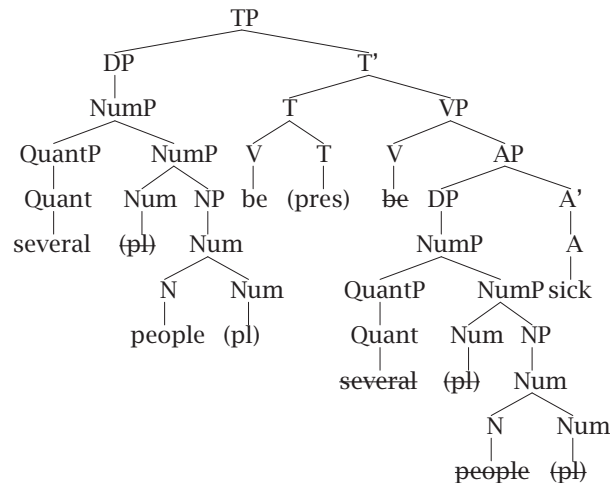 TP
DP T'
NumP T VP
QuantP NumP V T V AP
Quant Num NP be (pres) be DP A'
several (pl) Num NumP A
N Num QuantP NumP sick
people (pl) Quant Num NP
several (pl) Num
N Num
people (pl)